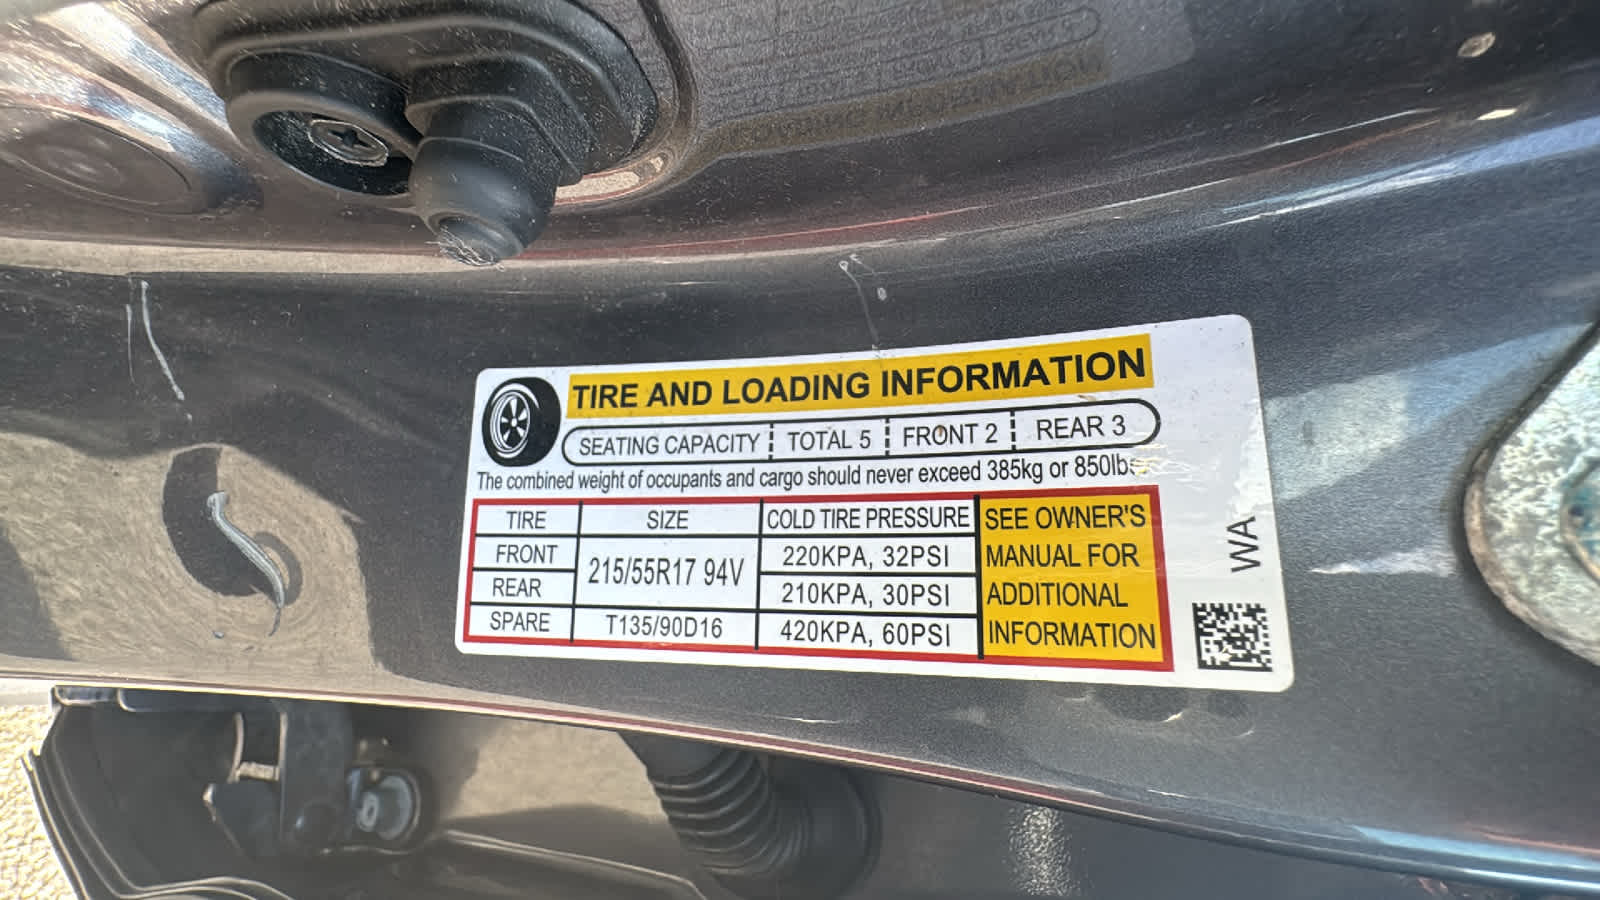 TIRE AND LOADING INFORMATION
SEATING CAPACITY TOTAL 5 FRONT 2 REAR 3
The combined weight of occupants and cargo should never exceed 385kg or 850lbs.
TIRE SIZE COLD TIRE PRESSURE SEE OWNER'S
FRONT 215/55R17 94V 220KPA, 32PSI MANUAL FOR
REAR 210KPA, 30PSI ADDITIONAL
SPARE T135/90D16 420KPA, 60PSI INFORMATION
WA